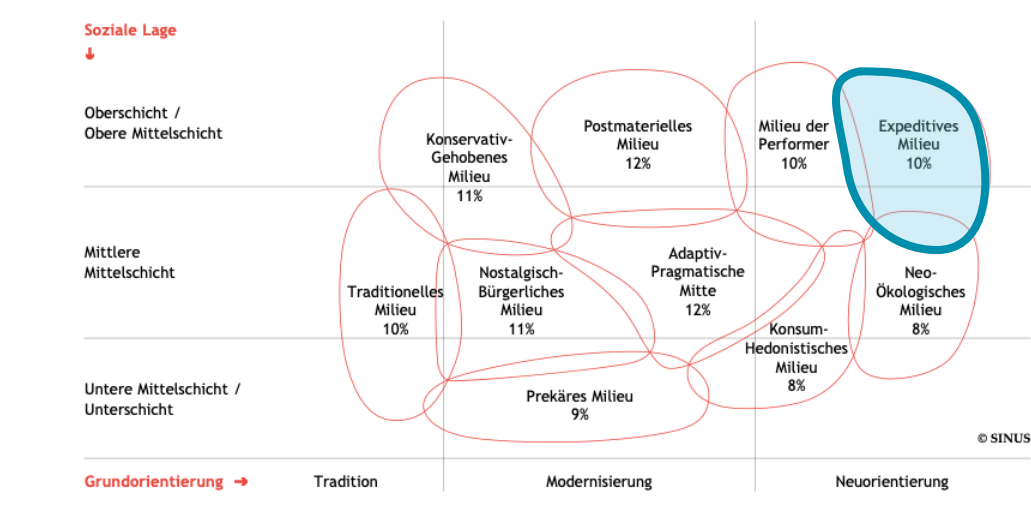 Soziale Lage
Oberschicht /
Obere Mittelschicht
Konservativ-
Gehobenes
Milieu
11%
Postmaterielles
Milieu
12%
Milieu der
Performer
10%
Expeditives
Milieu
10%
Mittlere
Mittelschicht
Traditionelles
Milieu
10%
Nostalgisch-
Bürgerliches
Milieu
11%
Adaptiv-
Pragmatische
Mitte
12%
Konsum-
Hedonistisches
Milieu
8%
Neo-
Ökologisches
Milieu
8%
Untere Mittelschicht /
Unterschicht
Prekäres Milieu
9%
© SINUS
Grundorientierung ➔
Tradition
Modernisierung
Neuorientierung